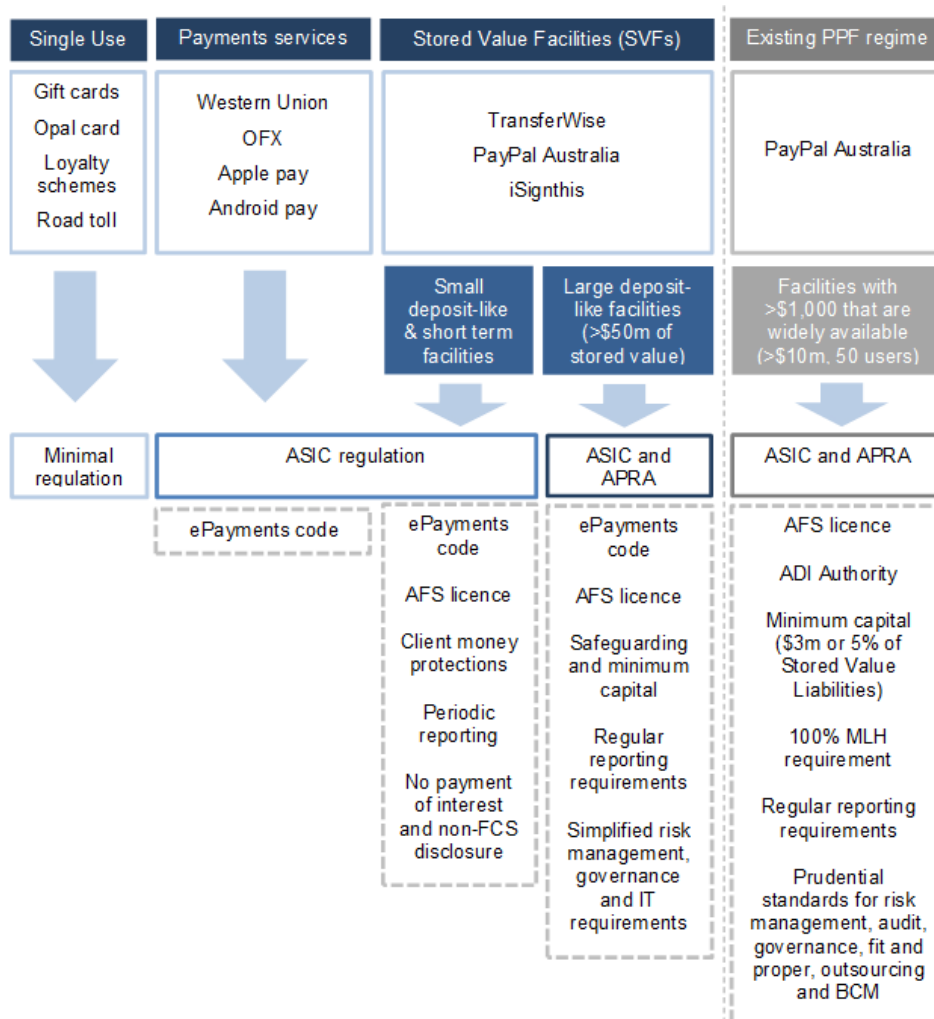 Single Use
Payments services
Stored Value Facilities (SVFs)
Existing PPF regime
Gift cards
Opal card
Loyalty
schemes
Road toll
Western Union
OFX
Apple pay
Android pay
TransferWise
PayPal Australia
iSignthis
PayPal Australia
Small
deposit-like
& short term
facilities
Large deposit-
like facilities
(>$50m of
stored value)
Facilities with
>$1,000 that are
widely available
(>$10m, 50 users)
Minimal
regulation
ASIC regulation
ASIC and
APRA
ASIC and APRA
ePayments code
ePayments
code
AFS licence
Client money
protections
Periodic
reporting
No payment
of interest
and non-FCS
disclosure
ePayments
code
AFS licence
Safeguarding
and minimum
capital
Regular
reporting
requirements
Simplified risk
management,
governance
and IT
requirements
AFS licence
ADI Authority
Minimum capital
($3m or 5% of
Stored Value
Liabilities)
100% MLH
requirement
Regular reporting
requirements
Prudential
standards for risk
management, audit,
governance, fit and
proper, outsourcing
and BCM